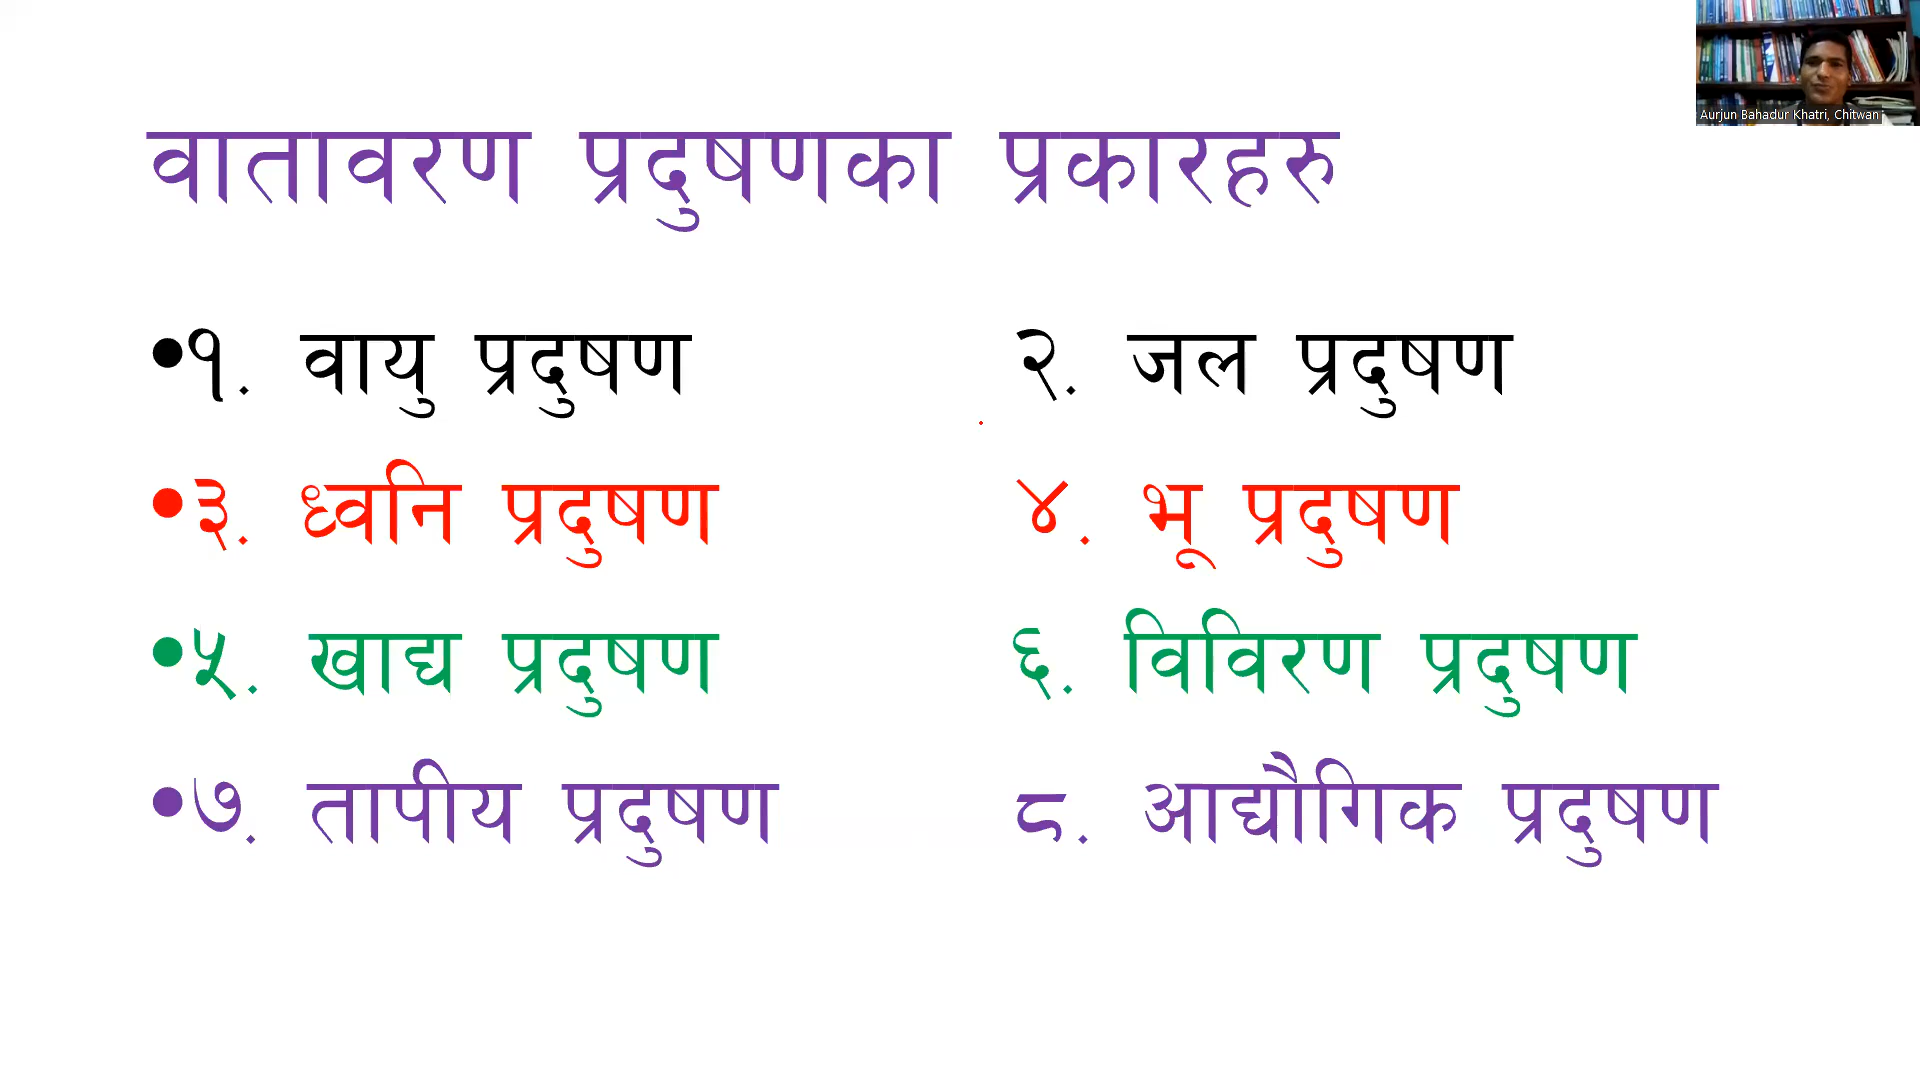 Aurjun Bahadur Khatri, Chitwan
वातावरण प्रदुषणका प्रकारहरु
•१. वायु प्रदुषण २. जल प्रदुषण
•३. ध्वनि प्रदुषण ४. भू प्रदुषण
•५. खाद्य प्रदुषण ६. विविरण प्रदुषण
•७. तापीय प्रदुषण ८. आद्यौगिक प्रदुषण